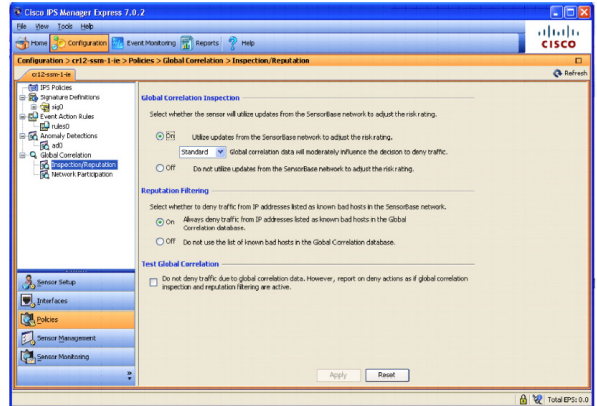 Cisco IPS Manager Express 7.0.2
File View Tools Help
Home Configuration Event Monitoring Reports Help
CISCO
Configuration > cr12-ssm-1-ie > Policies > Global Correlation > Inspection/Reputation
cr12-ssm-1-ie
Refresh
IPS Policies
Signature Definitions
sig0
Event Action Rules
rules0
Anomaly Detections
ad0
Global Correlation
Inspection/Reputation
Network Participation
Sensor Setup
Interfaces
Policies
Sensor Management
Sensor Monitoring
Global Correlation Inspection
Select whether the sensor will utilize updates from the SensorBase network to adjust the risk rating.
On Utilize updates from the SensorBase network to adjust the risk rating.
Standard Global correlation data will moderately influence the decision to deny traffic.
Off Do not utilize updates from the SensorBase network to adjust the risk rating.
Reputation Filtering
Select whether to deny traffic from IP addresses listed as known bad hosts in the SensorBase network.
On Always deny traffic from IP addresses listed as known bad hosts in the Global
Correlation database.
Off Do not use the list of known bad hosts in the Global Correlation database.
Test Global Correlation
Do not deny traffic due to global correlation data. However, report on deny actions as if global correlation
inspection and reputation filtering are active.
Apply Reset
Total EPS: 0.0